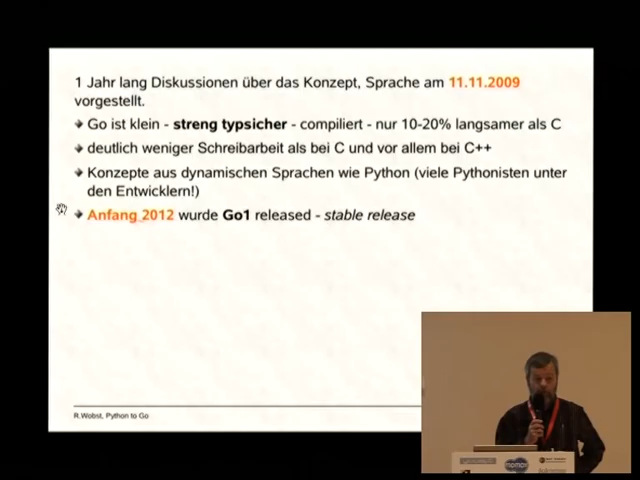 1 Jahr lang Diskussionen über das Konzept, Sprache am 11.11.2009
vorgestellt.
Go ist klein - streng typsicher - compiliert - nur 10-20% langsamer als C
deutlich weniger Schreibarbeit als bei C und vor allem bei C++
Konzepte aus dynamischen Sprachen wie Python (viele Pythonisten unter
den Entwicklern!)
Anfang 2012 wurde Go1 released - stable release
R.Wobst, Python to Go